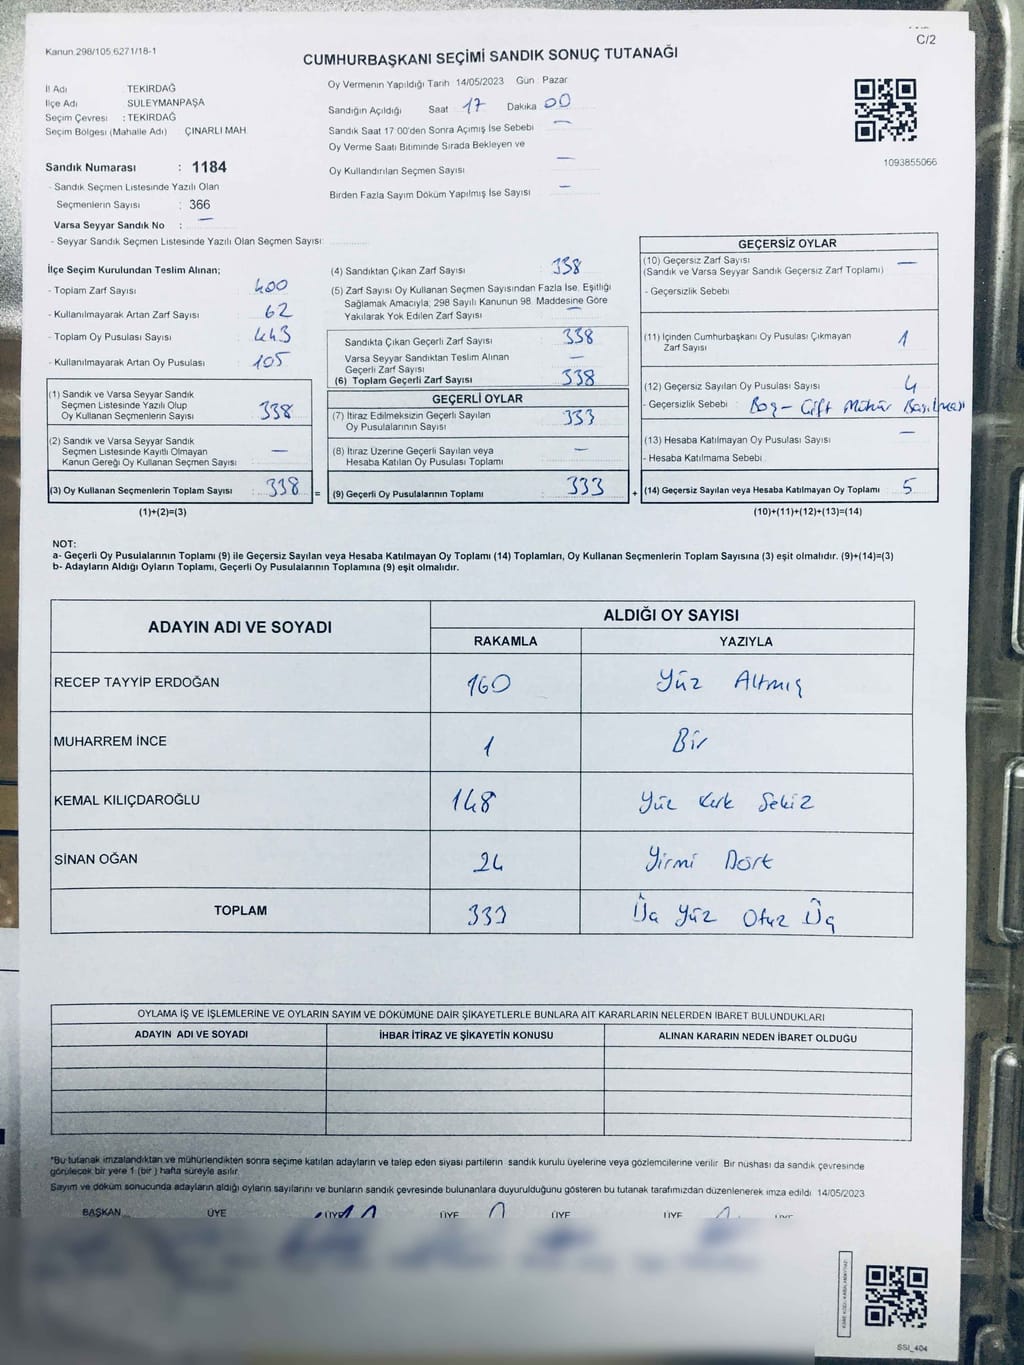 C/2
Kanun.298/105,6271/18-1
CUMHURBAŞKANI SEÇİMİ SANDIK SONUÇ TUTANAĞI
İl Adı : TEKİRDAĞ
İlçe Adı : SÜLEYMANPAŞA
Seçim Çevresi : TEKİRDAĞ
Seçim Bölgesi (Mahalle Adı) ÇINARLI MAH.
Sandık Numarası : 1184
- Sandık Seçmen Listesinde Yazılı Olan
Seçmenlerin Sayısı : 366
Varsa Seyyar Sandık No : —
- Seyyar Sandık Seçmen Listesinde Yazılı Olan Seçmen Sayısı:
Oy Vermenin Yapıldığı Tarih 14/05/2023 Gün : Pazar
Sandığın Açıldığı Saat 17 Dakika 00
Sandık Saat 17 00'den Sonra Açımış İse Sebebi —
Oy Verme Saati Bitiminde Sırada Bekleyen ve
Oy Kullandırılan Seçmen Sayısı —
Birden Fazla Sayım Döküm Yapılmış İse Sayısı —
1093855066
İlçe Seçim Kurulundan Teslim Alınan;
- Toplam Zarf Sayısı : 400
- Kullanılmayarak Artan Zarf Sayısı : 62
- Toplam Oy Pusulası Sayısı : 443
- Kullanılmayarak Artan Oy Pusulası : 105
(1) Sandık ve Varsa Seyyar Sandık
Seçmen Listesinde Yazılı Olup
Oy Kullanan Seçmenlerin Sayısı 338
(2) Sandık ve Varsa Seyyar Sandık
Seçmen Listesinde Kayıtlı Olmayan
Kanun Gereği Oy Kullanan Seçmen Sayısı —
(3) Oy Kullanan Seçmenlerin Toplam Sayısı : 338 =
(1)+(2)=(3)
(4) Sandıktan Çıkan Zarf Sayısı 338
(5) Zarf Sayısı Oy Kullanan Seçmen Sayısından Fazla İse, Eşitliği
Sağlamak Amacıyla; 298 Sayılı Kanunun 98. Maddesine Göre
Yakılarak Yok Edilen Zarf Sayısı —
Sandıkta Çıkan Geçerli Zarf Sayısı 338
Varsa Seyyar Sandıktan Teslim Alınan
Geçerli Zarf Sayısı —
(6) Toplam Geçerli Zarf Sayısı 338
GEÇERLİ OYLAR
(7) İtiraz Edilmeksizin Geçerli Sayılan
Oy Pusulalarının Sayısı 333
(8) İtiraz Üzerine Geçerli Sayılan veya
Hesaba Katılan Oy Pusulası Toplamı —
(9) Geçerli Oy Pusulalarının Toplamı 333 +
GEÇERSİZ OYLAR
(10) Geçersiz Zarf Sayısı —
(Sandık ve Varsa Seyyar Sandık Geçersiz Zarf Toplamı)
- Geçersizlik Sebebi
(11) İçinden Cumhurbaşkanı Oy Pusulası Çıkmayan
Zarf Sayısı 1
(12) Geçersiz Sayılan Oy Pusulası Sayısı 4
- Geçersizlik Sebebi Boş - Çift Mühür Basılması
(13) Hesaba Katılmayan Oy Pusulası Sayısı —
- Hesaba Katılmama Sebebi
(14) Geçersiz Sayılan veya Hesaba Katılmayan Oy Toplamı 5
(10)+(11)+(12)+(13)=(14)
NOT:
a- Geçerli Oy Pusulalarının Toplamı (9) ile Geçersiz Sayılan veya Hesaba Katılmayan Oy Toplamı (14) Toplamları, Oy Kullanan Seçmenlerin Toplam Sayısına (3) eşit olmalıdır. (9)+(14)=(3)
b- Adayların Aldığı Oyların Toplamı, Geçerli Oy Pusulalarının Toplamına (9) eşit olmalıdır.
ADAYIN ADI VE SOYADI ALDIĞI OY SAYISI
RAKAMLA YAZIYLA
RECEP TAYYİP ERDOĞAN 160 Yüz Altmış
MUHARREM İNCE 1 Bir
KEMAL KILIÇDAROĞLU 148 Yüz Kırk Sekiz
SİNAN OĞAN 24 Yirmi Dört
TOPLAM 333 Üç Yüz Otuz Üç
OYLAMA İŞ VE İŞLEMLERİNE VE OYLARIN SAYIM VE DÖKÜMÜNE DAİR ŞİKAYETLERLE BUNLARA AİT KARARLARIN NELERDEN İBARET BULUNDUKLARI
ADAYIN ADI VE SOYADI İHBAR İTİRAZ VE ŞİKAYETİN KONUSU ALINAN KARARIN NEDEN İBARET OLDUĞU
"Bu tutanak imzalandıktan ve mühürlendikten sonra seçime katılan adayların ve talep eden siyasi partilerin sandık kurulu üyelerine veya gözlemcilerine verilir. Bir nüshası da sandık çevresinde
görülecek bir yere 1 (bir ) hafta süreyle asılır.
Sayım ve döküm sonucunda adayların aldığı oyların sayılarını ve bunların sandık çevresinde bulunanlara duyurulduğunu gösteren bu tutanak tarafımızdan düzenlenerek imza edildi. 14/05/2023
BAŞKAN ÜYE ÜYE ÜYE ÜYE ÜYE ÜYE
SSI_404